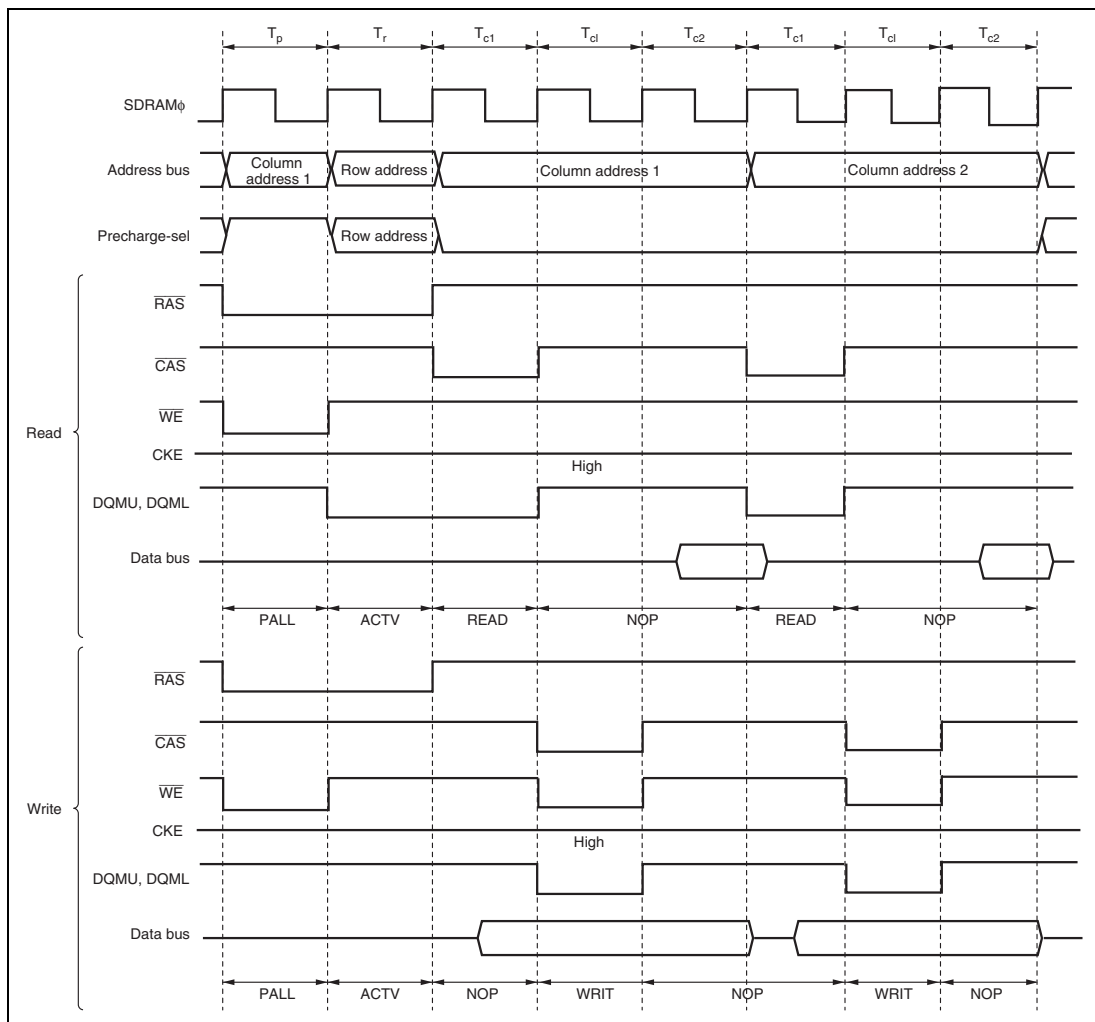 Tp Tr Tc1 Tcl Tc2 Tc1 Tcl Tc2
SDRAMϕ
Address bus Column address 1 Row address Column address 1 Column address 2
Precharge-sel Row address
Read
RAS
CAS
WE
CKE
High
DQMU, DQML
Data bus
PALL ACTV READ NOP READ NOP
Write
RAS
CAS
WE
CKE
High
DQMU, DQML
Data bus
PALL ACTV NOP WRIT NOP WRIT NOP